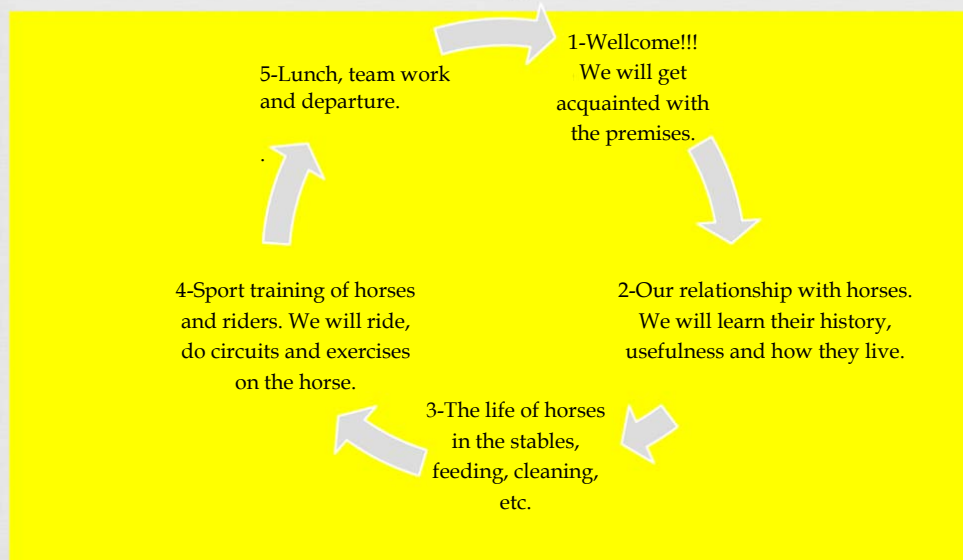 1-Wellcome!!!
We will get
acquainted with
the premises.
2-Our relationship with horses.
We will learn their history,
usefulness and how they live.
3-The life of horses
in the stables,
feeding, cleaning,
etc.
4-Sport training of horses
and riders. We will ride,
do circuits and exercises
on the horse.
5-Lunch, team work
and departure.
.